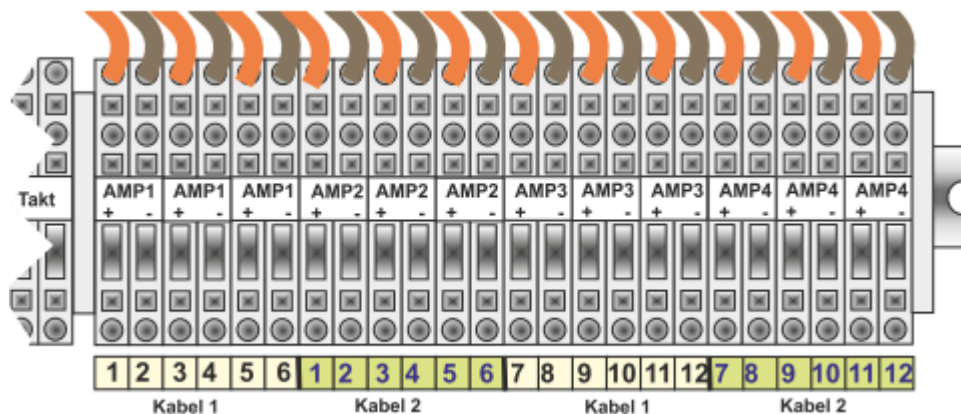 Takt AMP1 AMP1 AMP1 AMP2 AMP2 AMP2 AMP3 AMP3 AMP3 AMP4 AMP4 AMP4
+ - + - + - + - + - + - + - + - + - + - + - + -
1 2 3 4 5 6 1 2 3 4 5 6 7 8 9 10 11 12 7 8 9 10 11 12
Kabel 1 Kabel 2 Kabel 1 Kabel 2